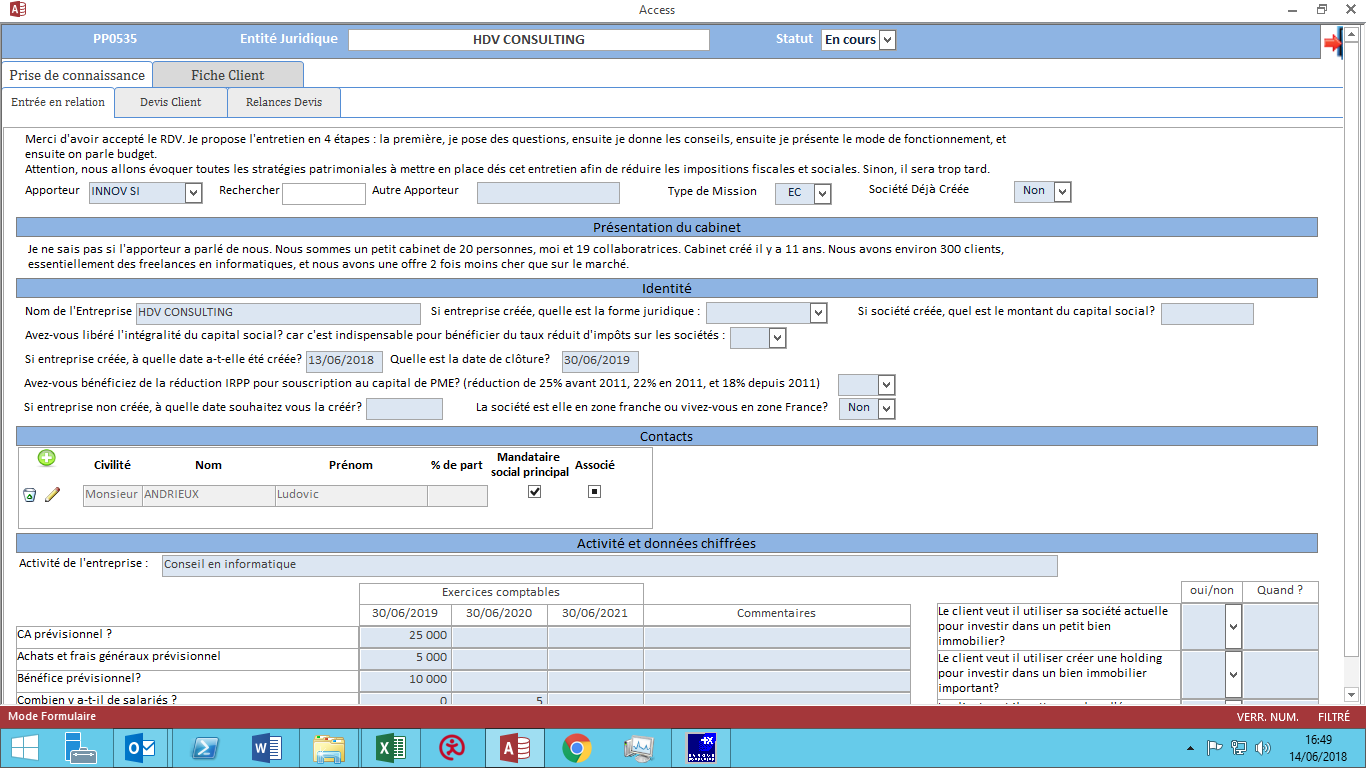 Access
PP0535 Entité Juridique HDV CONSULTING Statut En cours
Prise de connaissance Fiche Client
Entrée en relation Devis Client Relances Devis
Merci d'avoir accepté le RDV. Je propose l'entretien en 4 étapes : la première, je pose des questions, ensuite je donne les conseils, ensuite je présente le mode de fonctionnement, et
ensuite on parle budget.
Attention, nous allons évoquer toutes les stratégies patrimoniales à mettre en place dés cet entretien afin de réduire les impositions fiscales et sociales. Sinon, il sera trop tard.
Apporteur INNOV SI Rechercher Autre Apporteur Type de Mission EC Société Déjà Créée Non
Présentation du cabinet
Je ne sais pas si l'apporteur a parlé de nous. Nous sommes un petit cabinet de 20 personnes, moi et 19 collaboratrices. Cabinet créé il y a 11 ans. Nous avons environ 300 clients,
essentiellement des freelances en informatiques, et nous avons une offre 2 fois moins cher que sur le marché.
Identité
Nom de l'Entreprise HDV CONSULTING Si entreprise créée, quelle est la forme juridique : Si société créée, quel est le montant du capital social?
Avez-vous libéré l'intégralité du capital social? car c'est indispensable pour bénéficier du taux réduit d'impôts sur les sociétés :
Si entreprise créée, à quelle date a-t-elle été créée? 13/06/2018 Quelle est la date de clôture? 30/06/2019
Avez-vous bénéficiez de la réduction IRPP pour souscription au capital de PME? (réduction de 25% avant 2011, 22% en 2011, et 18% depuis 2011)
Si entreprise non créée, à quelle date souhaitez vous la créér? La société est elle en zone franche ou vivez-vous en zone France? Non
Contacts
Civilité Nom Prénom % de part Mandataire social principal Associé
Monsieur ANDRIEUX Ludovic
Activité et données chiffrées
Activité de l'entreprise : Conseil en informatique
Exercices comptables
30/06/2019 30/06/2020 30/06/2021 Commentaires
CA prévisionnel ? 25 000
Achats et frais généraux prévisionnel 5 000
Bénéfice prévisionnel? 10 000
Combien y a-t-il de salariés ? 0 5
oui/non Quand ?
Le client veut il utiliser sa société actuelle
pour investir dans un petit bien
immobilier?
Le client veut il utiliser créer une holding
pour investir dans un bien immobilier
important?
Mode Formulaire VERR. NUM. FILTRÉ
16:49
14/06/2018